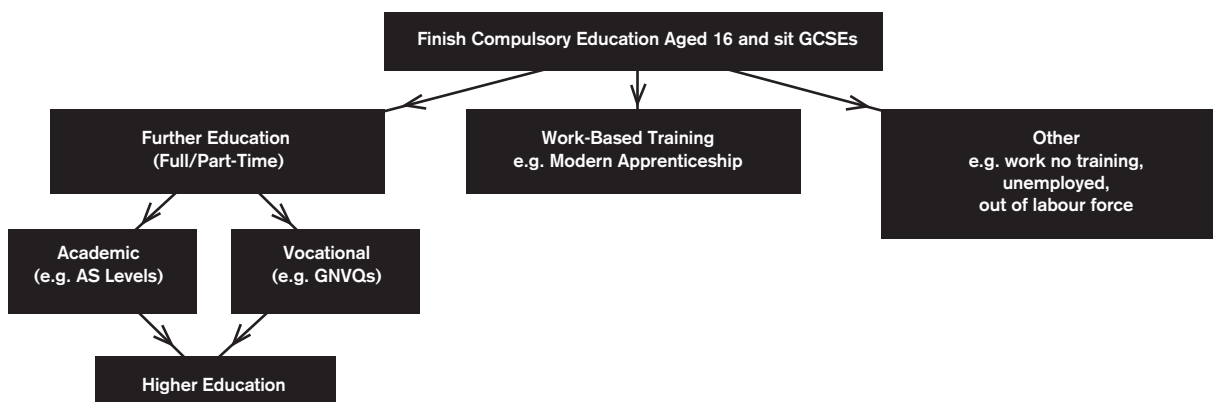 Finish Compulsory Education Aged 16 and sit GCSEs
Further Education
(Full/Part-Time)
Work-Based Training
e.g. Modern Apprenticeship
Other
e.g. work no training,
unemployed,
out of labour force
Academic
(e.g. AS Levels)
Vocational
(e.g. GNVQs)
Higher Education